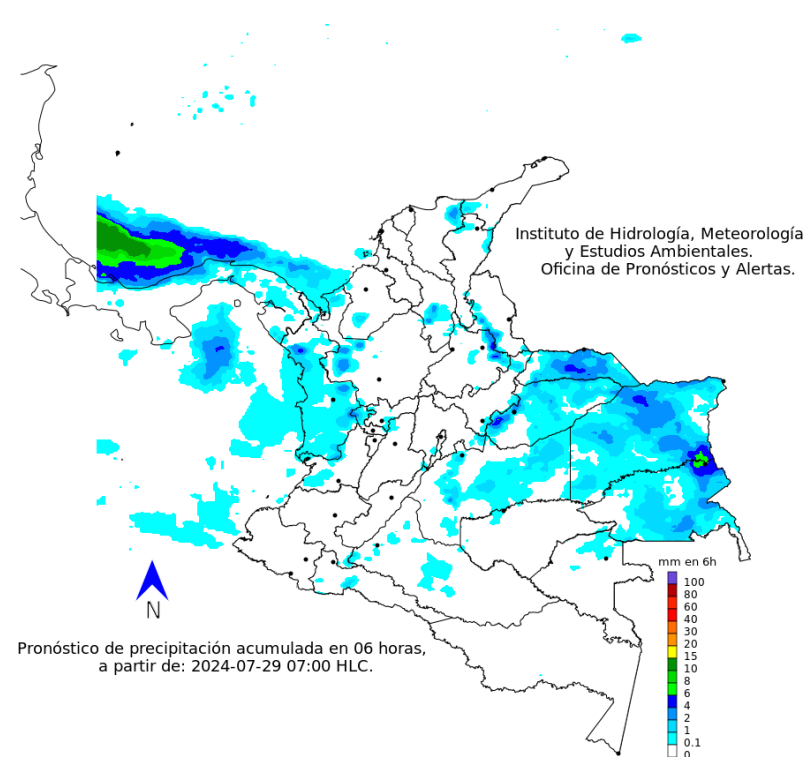 Instituto de Hidrología, Meteorología
y Estudios Ambientales.
Oficina de Pronósticos y Alertas.
mm en 6h
100
80
60
40
30
20
15
10
8
6
4
2
1
0.1
0
N
Pronóstico de precipitación acumulada en 06 horas,
a partir de: 2024-07-29 07:00 HLC.